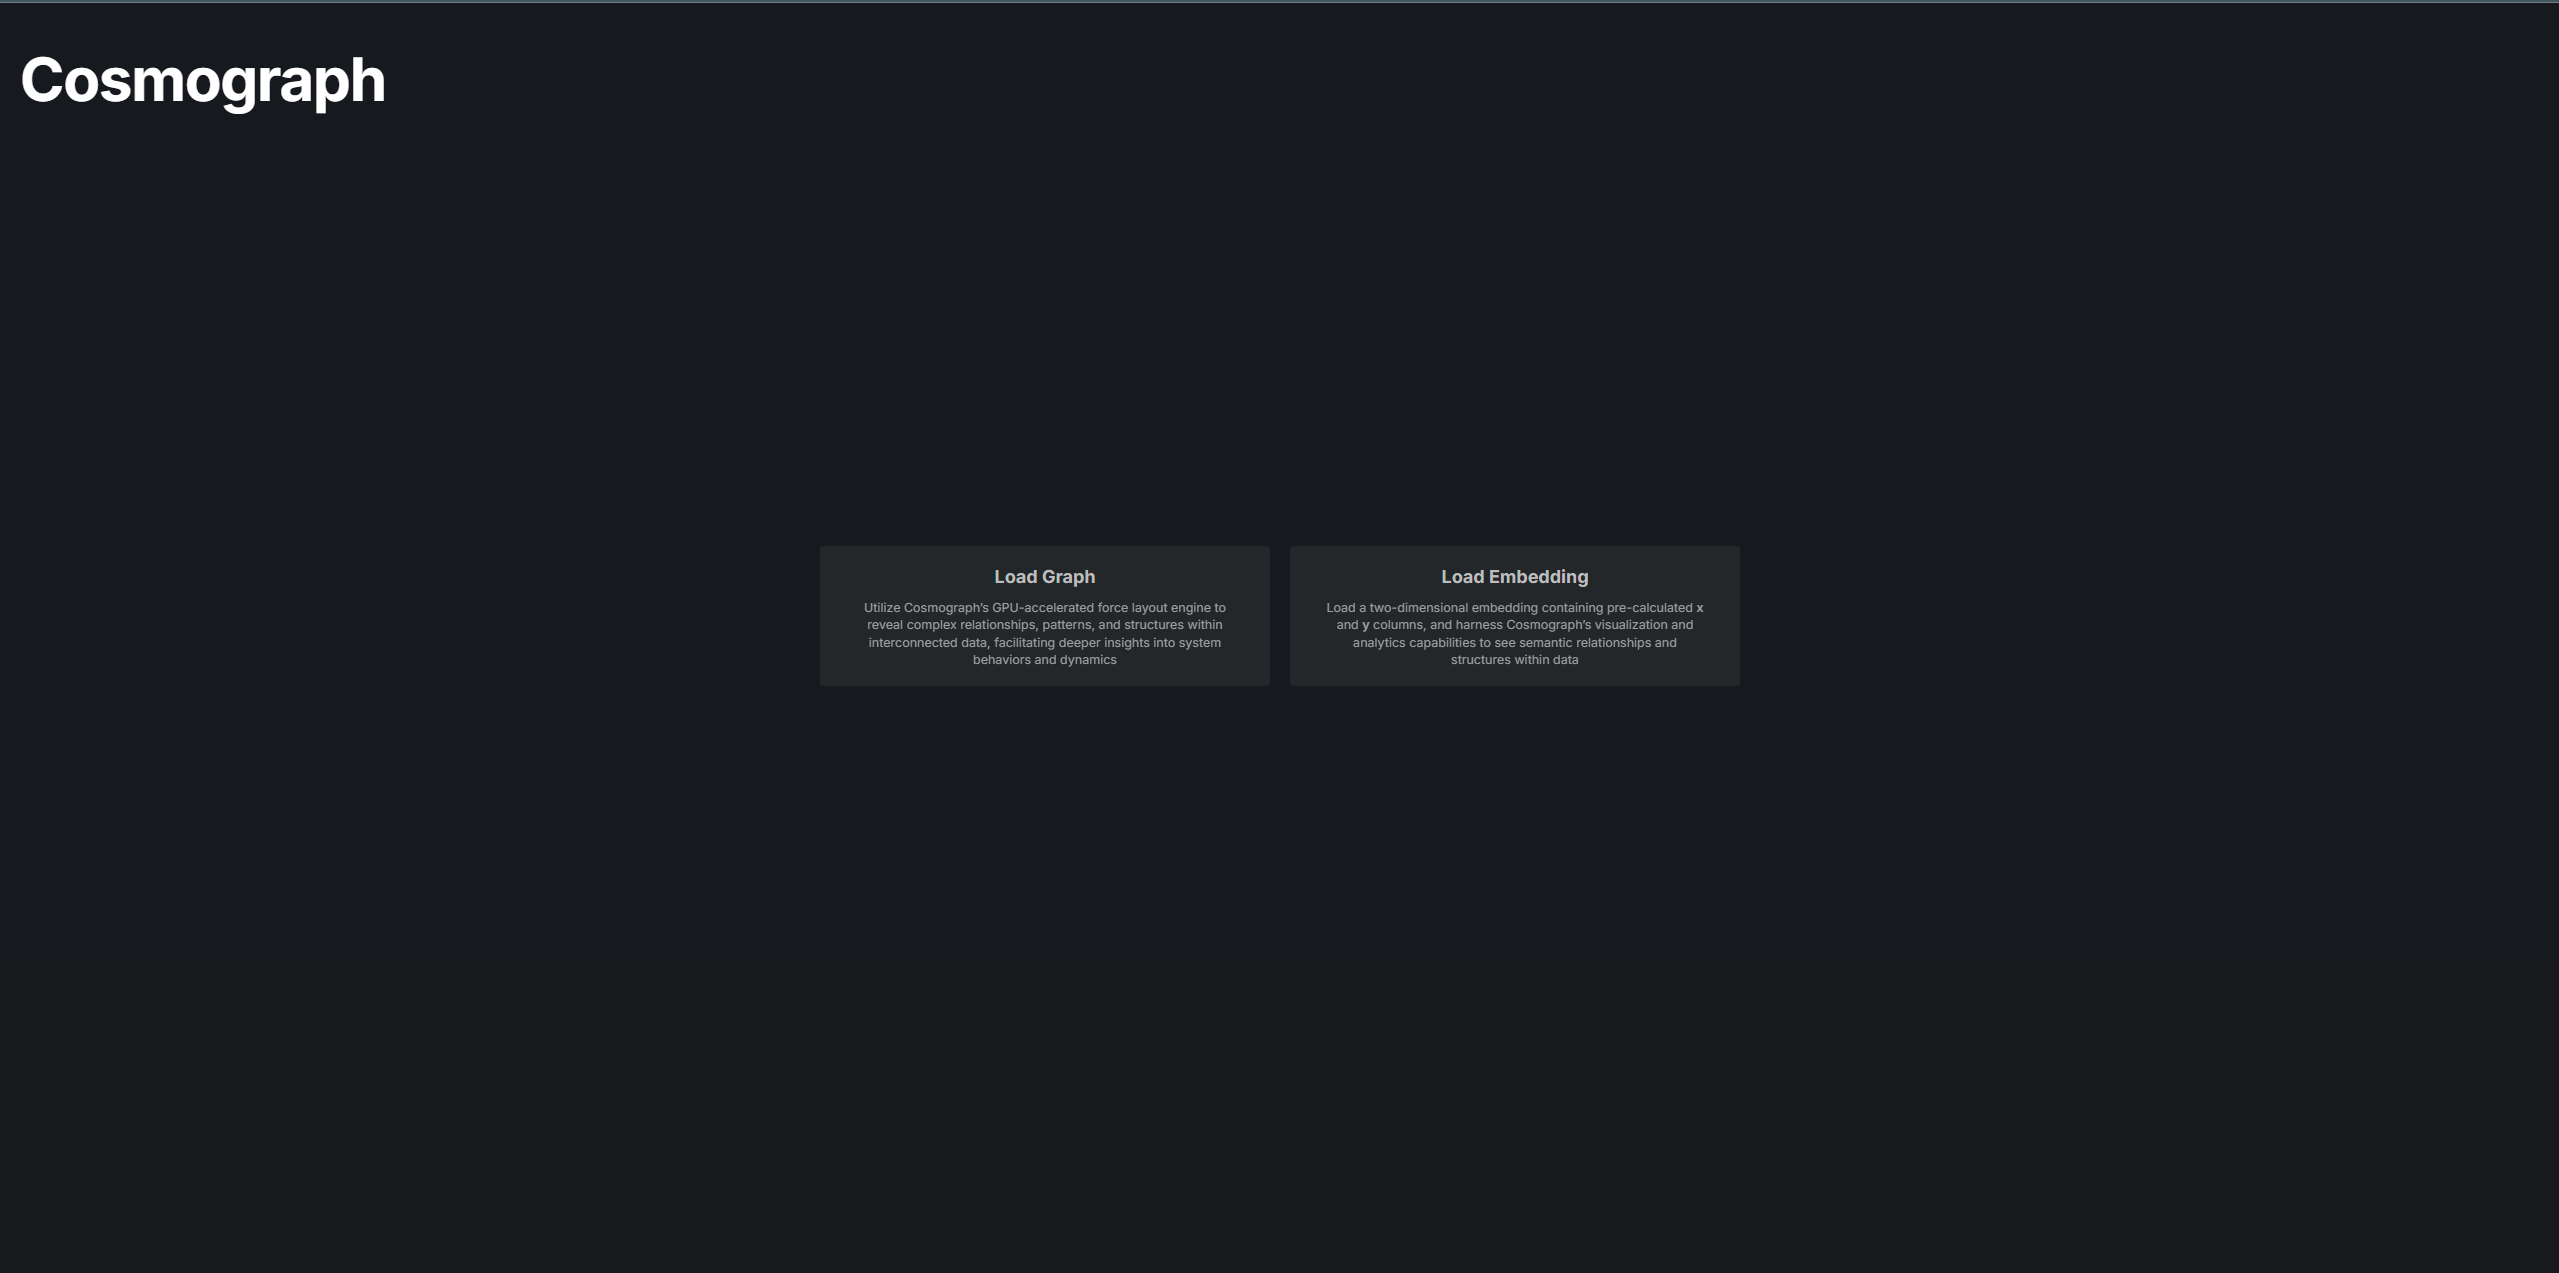 Cosmograph
Load Graph
Utilize Cosmograph’s GPU-accelerated force layout engine to
reveal complex relationships, patterns, and structures within
interconnected data, facilitating deeper insights into system
behaviors and dynamics
Load Embedding
Load a two-dimensional embedding containing pre-calculated x
and y columns, and harness Cosmograph’s visualization and
analytics capabilities to see semantic relationships and
structures within data